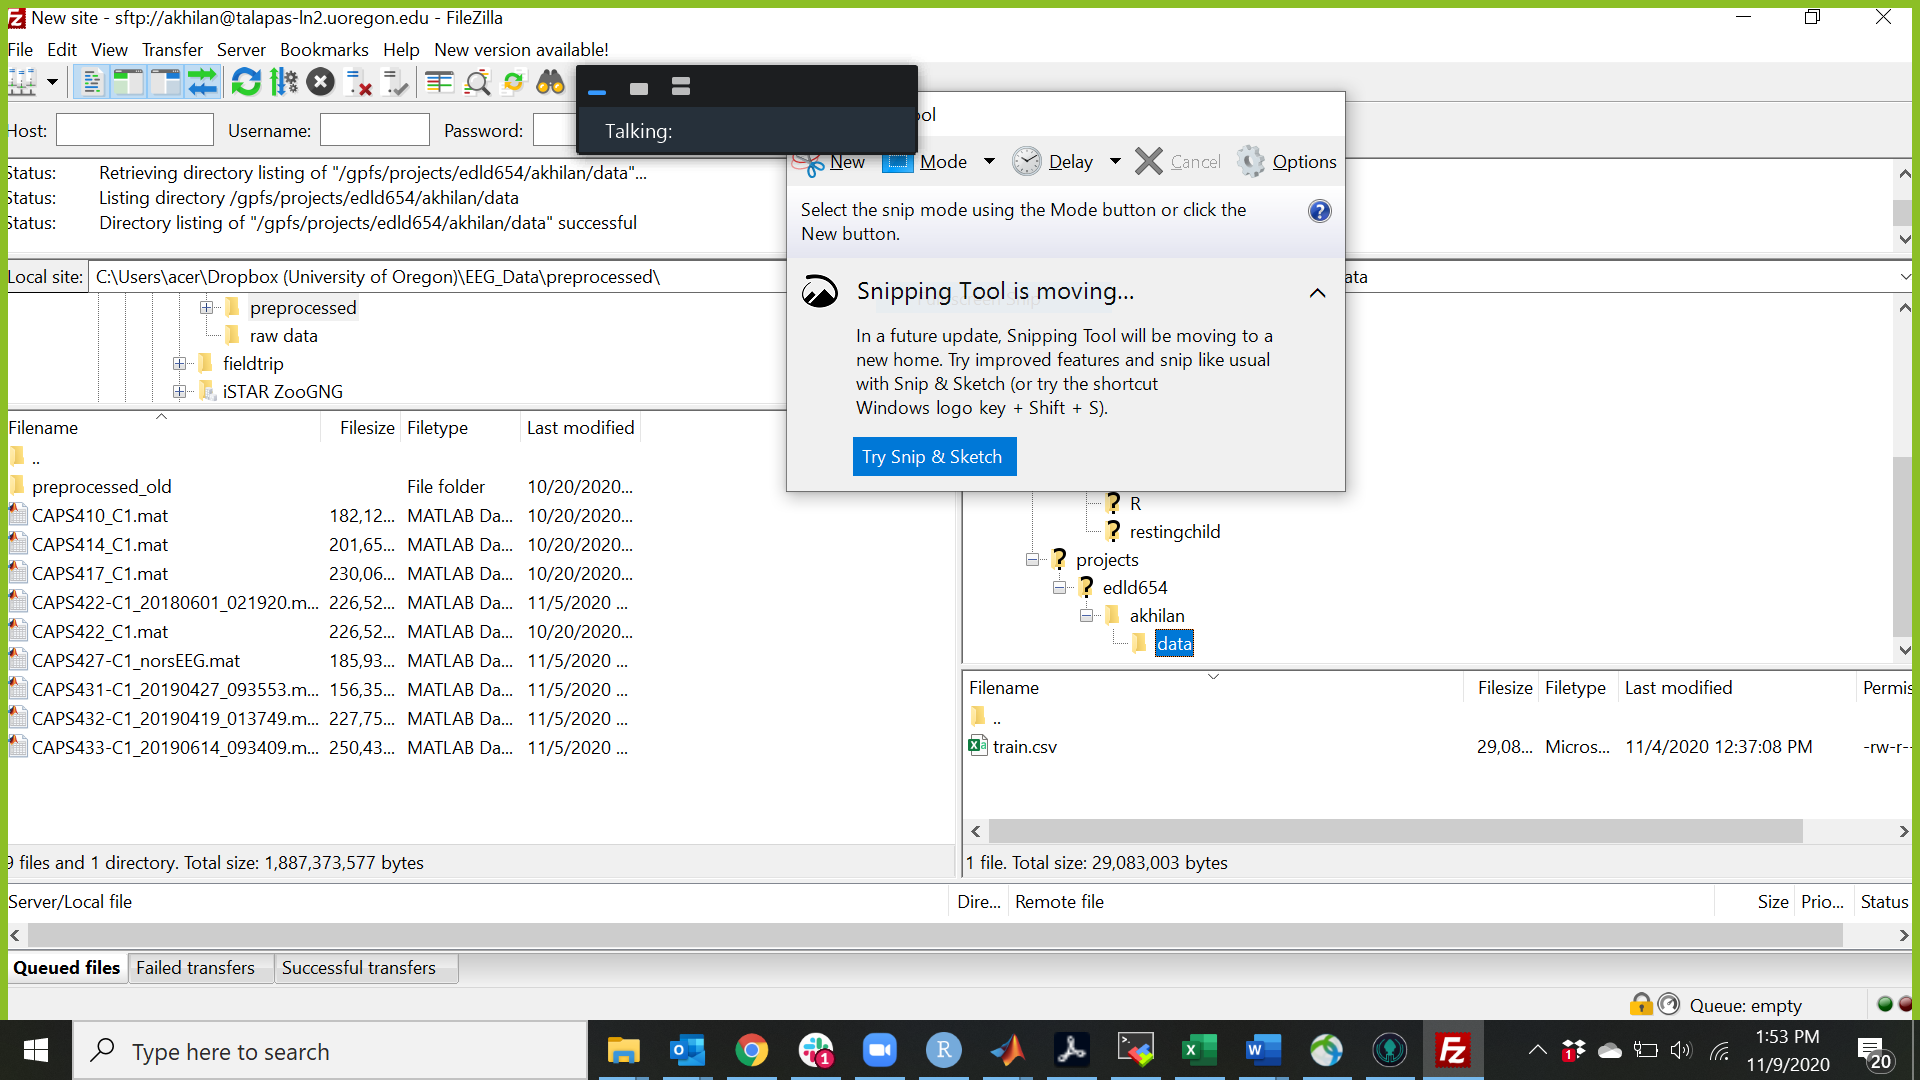 New site - sftp://akhilan@talapas-ln2.uoregon.edu - FileZilla
File Edit View Transfer Server Bookmarks Help New version available!
Host: Username: Password:
Talking:
ool
New Mode Delay Cancel Options
Select the snip mode using the Mode button or click the
New button.
Snipping Tool is moving...
In a future update, Snipping Tool will be moving to a
new home. Try improved features and snip like usual
with Snip & Sketch (or try the shortcut
Windows logo key + Shift + S).
Try Snip & Sketch
Status: Retrieving directory listing of "/gpfs/projects/edld654/akhilan/data"...
Status: Listing directory /gpfs/projects/edld654/akhilan/data
Status: Directory listing of "/gpfs/projects/edld654/akhilan/data" successful
Local site: C:\Users\acer\Dropbox (University of Oregon)\EEG_Data\preprocessed\
preprocessed
raw data
fieldtrip
iSTAR ZooGNG
Filename Filesize Filetype Last modified
..
preprocessed_old File folder 10/20/2020...
CAPS410_C1.mat 182,12... MATLAB Da... 10/20/2020...
CAPS414_C1.mat 201,65... MATLAB Da... 10/20/2020...
CAPS417_C1.mat 230,06... MATLAB Da... 10/20/2020...
CAPS422-C1_20180601_021920.m... 226,52... MATLAB Da... 11/5/2020 ...
CAPS422_C1.mat 226,52... MATLAB Da... 10/20/2020...
CAPS427-C1_norsEEG.mat 185,93... MATLAB Da... 11/5/2020 ...
CAPS431-C1_20190427_093553.m... 156,35... MATLAB Da... 11/5/2020 ...
CAPS432-C1_20190419_013749.m... 227,75... MATLAB Da... 11/5/2020 ...
CAPS433-C1_20190614_093409.m... 250,43... MATLAB Da... 11/5/2020 ...
9 files and 1 directory. Total size: 1,887,373,577 bytes
ata
R
restingchild
projects
edld654
akhilan
data
Filename Filesize Filetype Last modified Permis
..
train.csv 29,08... Micros... 11/4/2020 12:37:08 PM -rw-r--
1 file. Total size: 29,083,003 bytes
Server/Local file Dire... Remote file Size Prio... Status
Queued files Failed transfers Successful transfers
Queue: empty
Type here to search
1
1
1:53 PM
11/9/2020
20